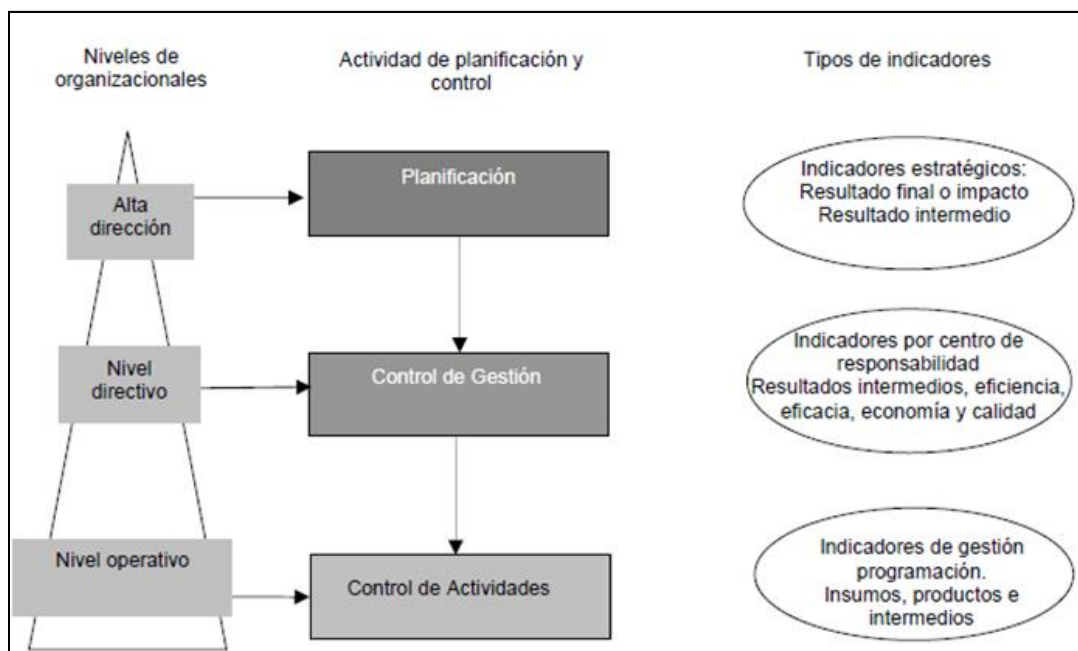 Niveles de
organizacionales
Actividad de planificación y
control
Tipos de indicadores
Alta
dirección
Planificación
Indicadores estratégicos:
Resultado final o impacto
Resultado intermedio
Nivel
directivo
Control de Gestión
Indicadores por centro de
responsabilidad
Resultados intermedios, eficiencia,
eficacia, economía y calidad
Nivel operativo
Control de Actividades
Indicadores de gestión
programación.
Insumos, productos e
intermedios